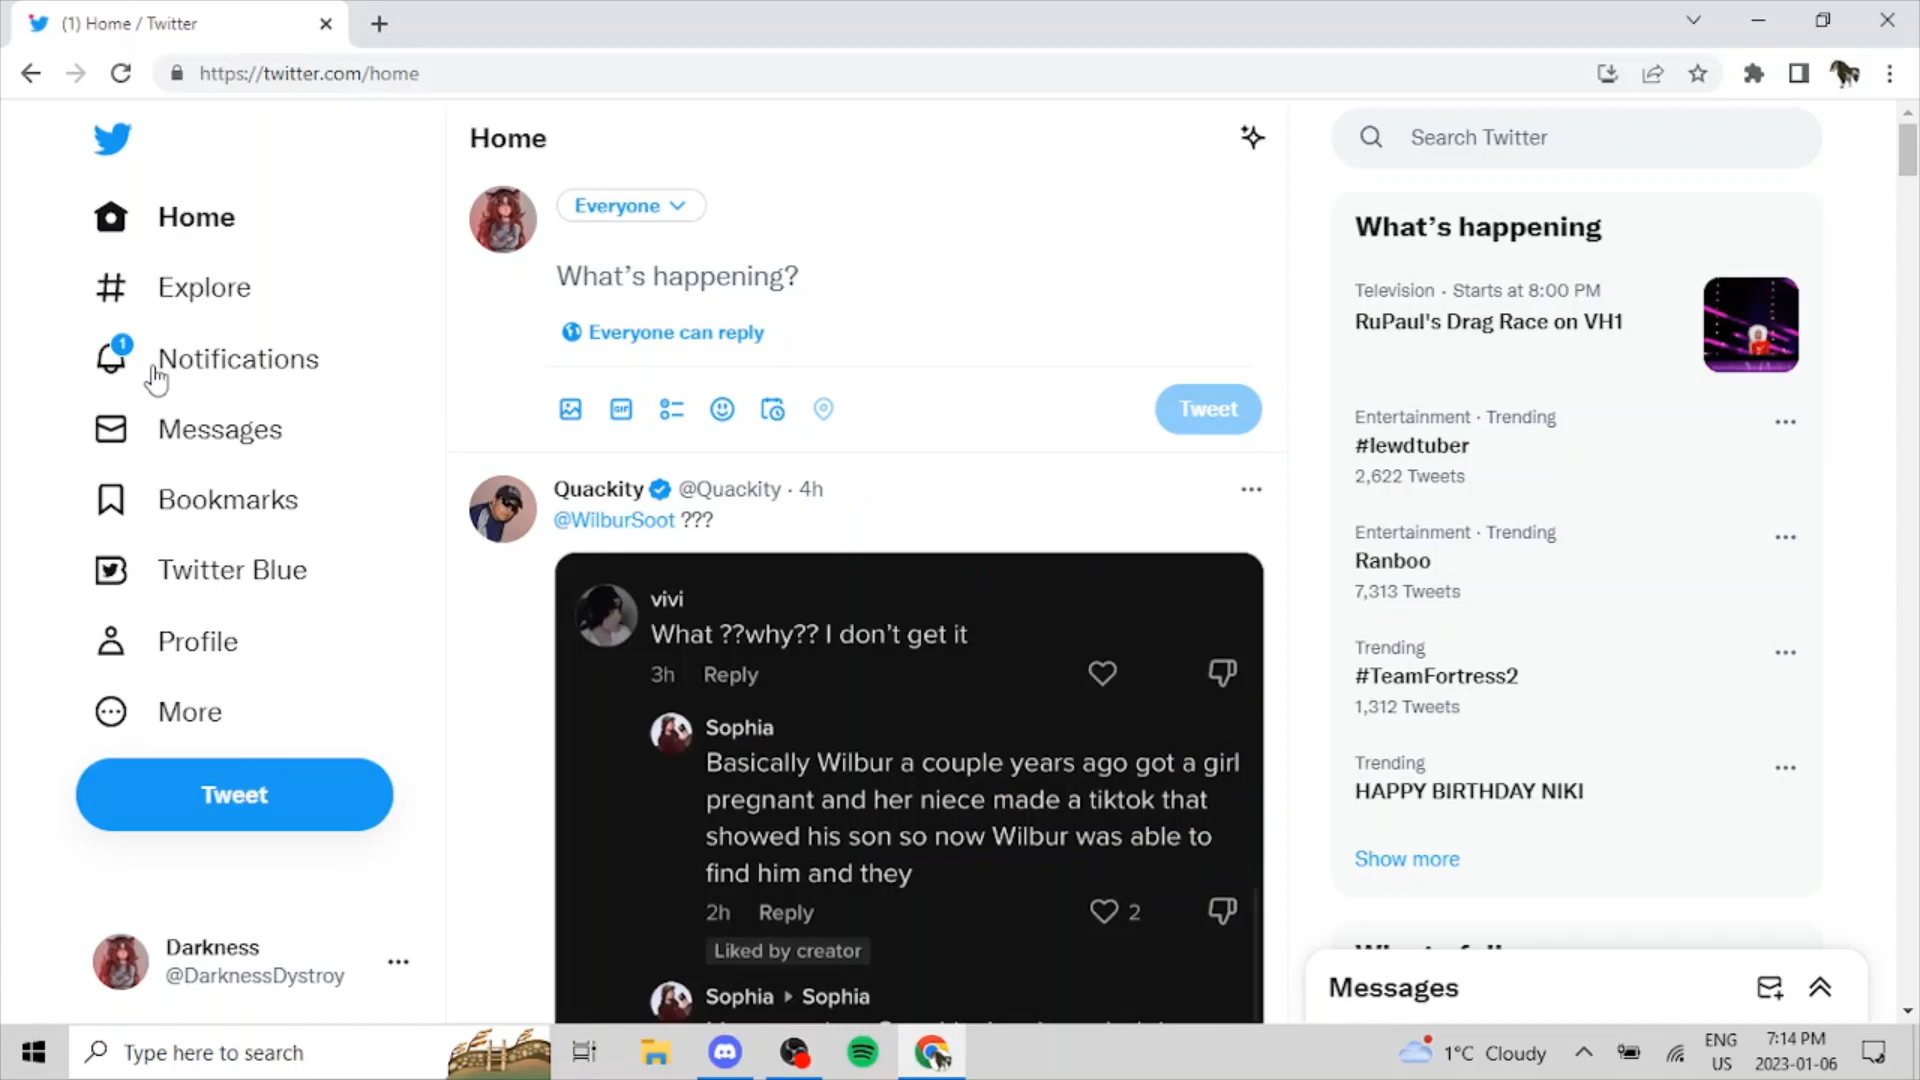 (1) Home / Twitter
https://twitter.com/home
Home
Explore
1
Notifications
Messages
Bookmarks
Twitter Blue
Profile
More
Tweet
Darkness
@DarknessDystroy
Home
Everyone
What's happening?
Everyone can reply
GIF
Tweet
Quackity @Quackity · 4h
@WilburSoot ???
vivi
What ??why?? I don't get it
3h Reply
Sophia
Basically Wilbur a couple years ago got a girl
pregnant and her niece made a tiktok that
showed his son so now Wilbur was able to
find him and they
2h Reply 2
Liked by creator
Sophia ▸ Sophia
Search Twitter
What's happening
Television · Starts at 8:00 PM
RuPaul's Drag Race on VH1
Entertainment · Trending
#lewdtuber
2,622 Tweets
Entertainment · Trending
Ranboo
7,313 Tweets
Trending
#TeamFortress2
1,312 Tweets
Trending
HAPPY BIRTHDAY NIKI
Show more
Messages
Type here to search
1°C Cloudy
ENG
US
7:14 PM
2023-01-06